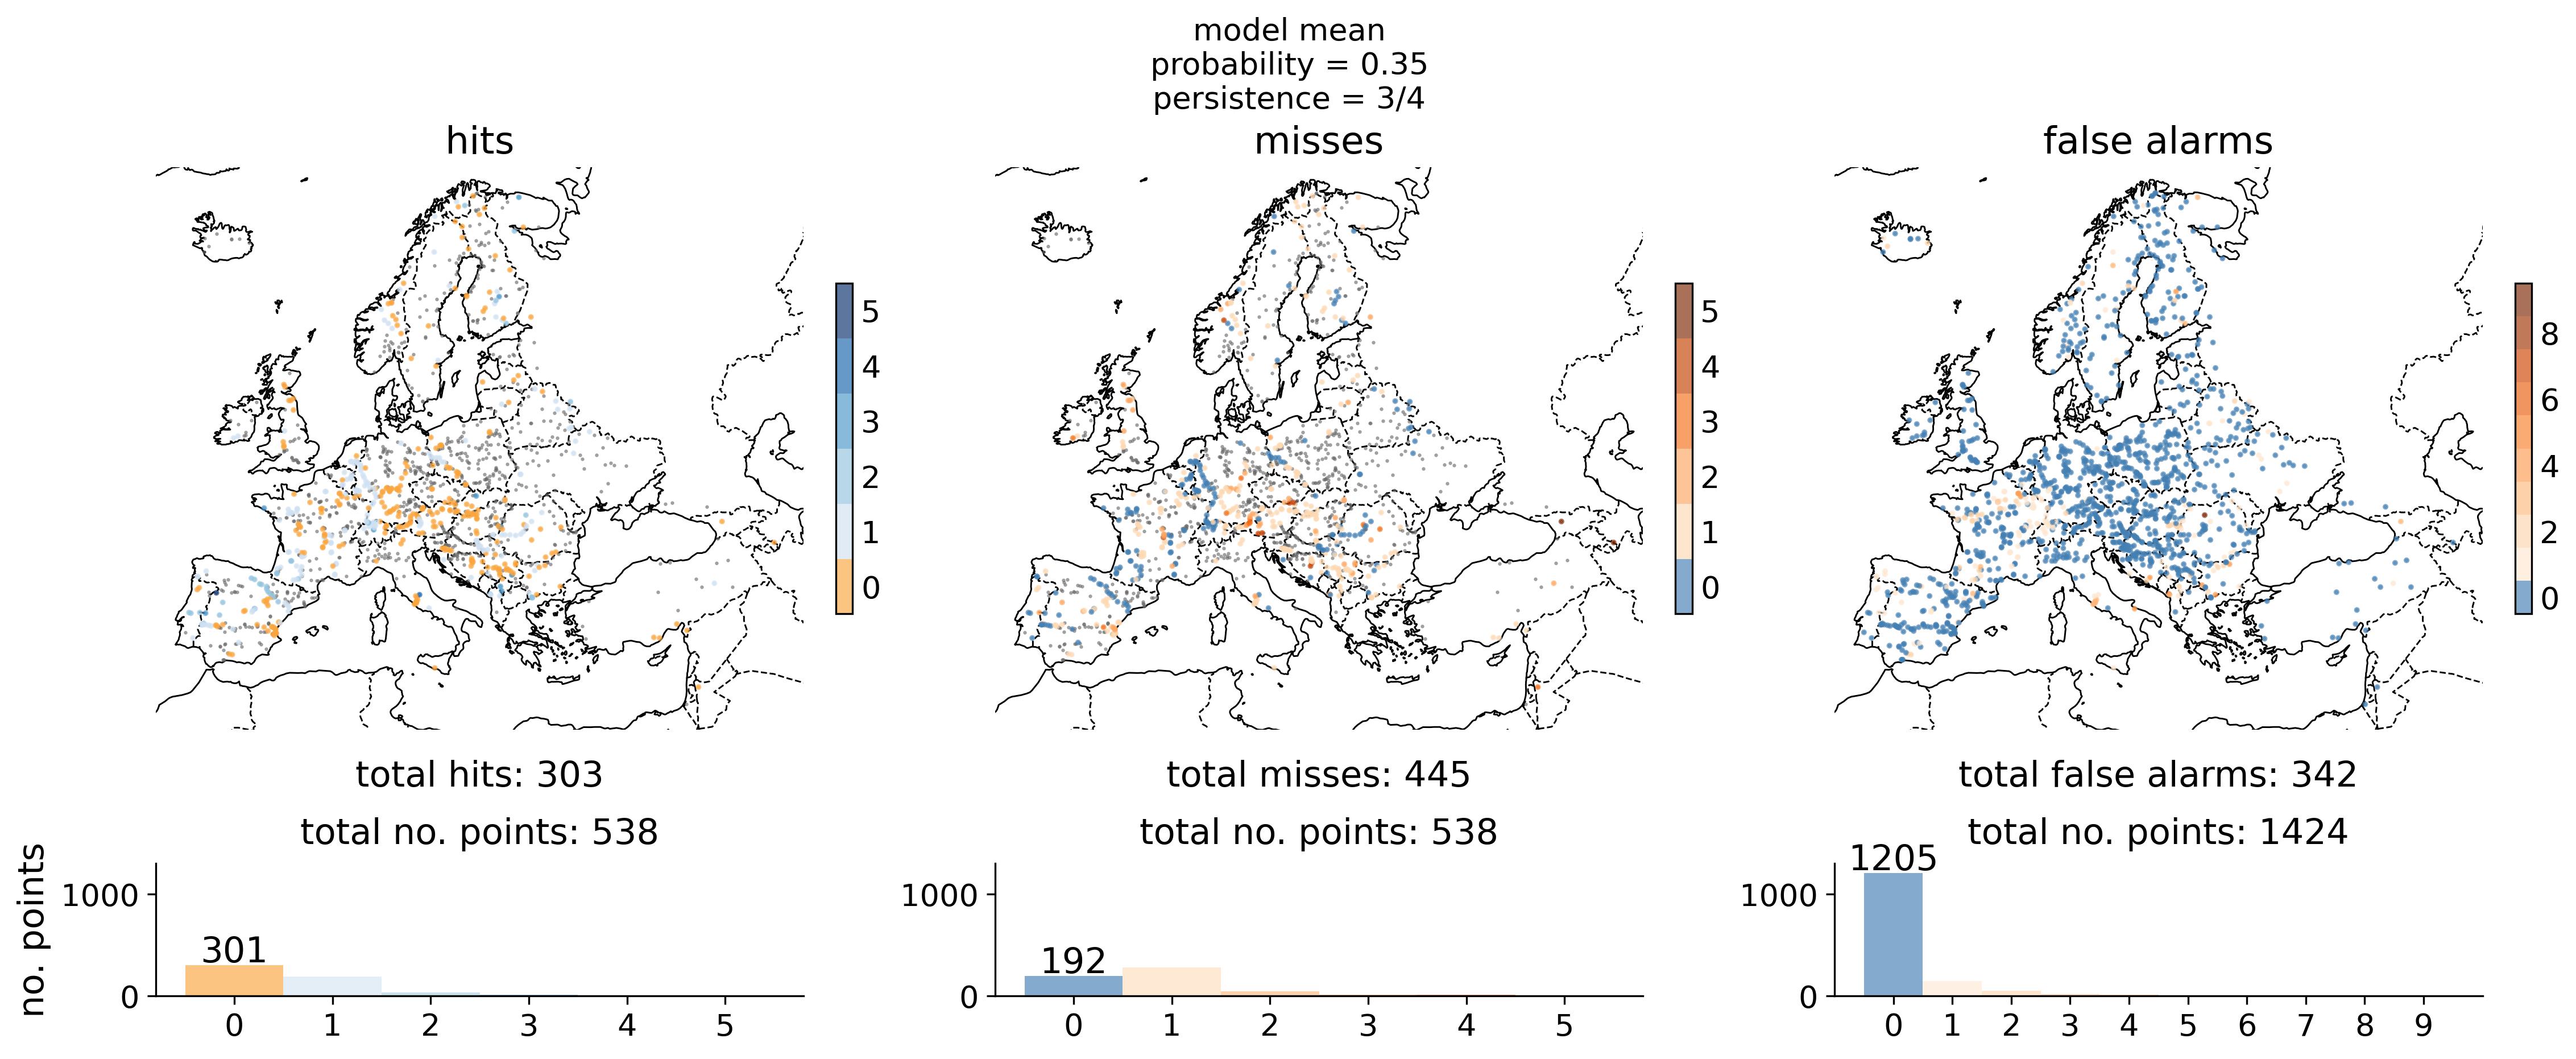 model mean
probability = 0.35
persistence = 3/4
hits
misses
false alarms
5
4
3
2
1
0
5
4
3
2
1
0
8
6
4
2
0
total hits: 303
total misses: 445
total false alarms: 342
total no. points: 538
total no. points: 538
total no. points: 1424
no. points
1000
0
301
0 1 2 3 4 5
1000
0
192
0 1 2 3 4 5
1000
0
1205
0 1 2 3 4 5 6 7 8 9